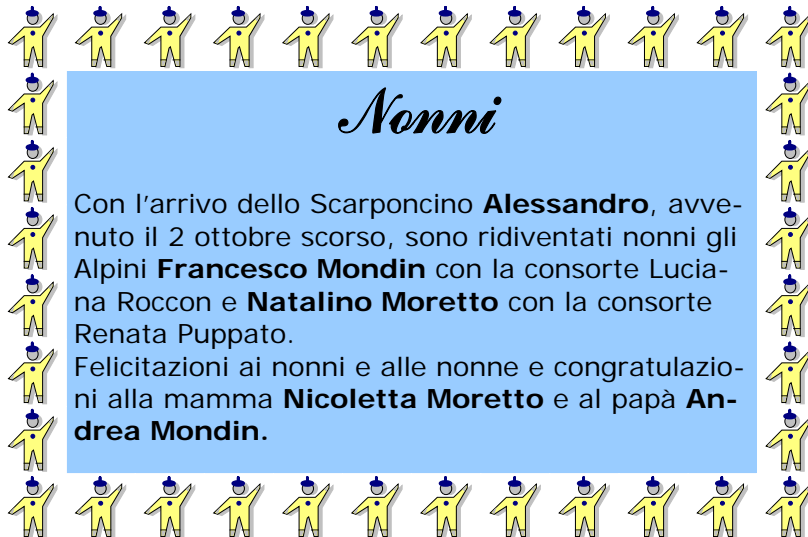 Nonni
Con l'arrivo dello Scarponcino Alessandro, avve-
nuto il 2 ottobre scorso, sono ridiventati nonni gli
Alpini Francesco Mondin con la consorte Lucia-
na Roccon e Natalino Moretto con la consorte
Renata Puppato.
Felicitazioni ai nonni e alle nonne e congratulazio-
ni alla mamma Nicoletta Moretto e al papà An-
drea Mondin.